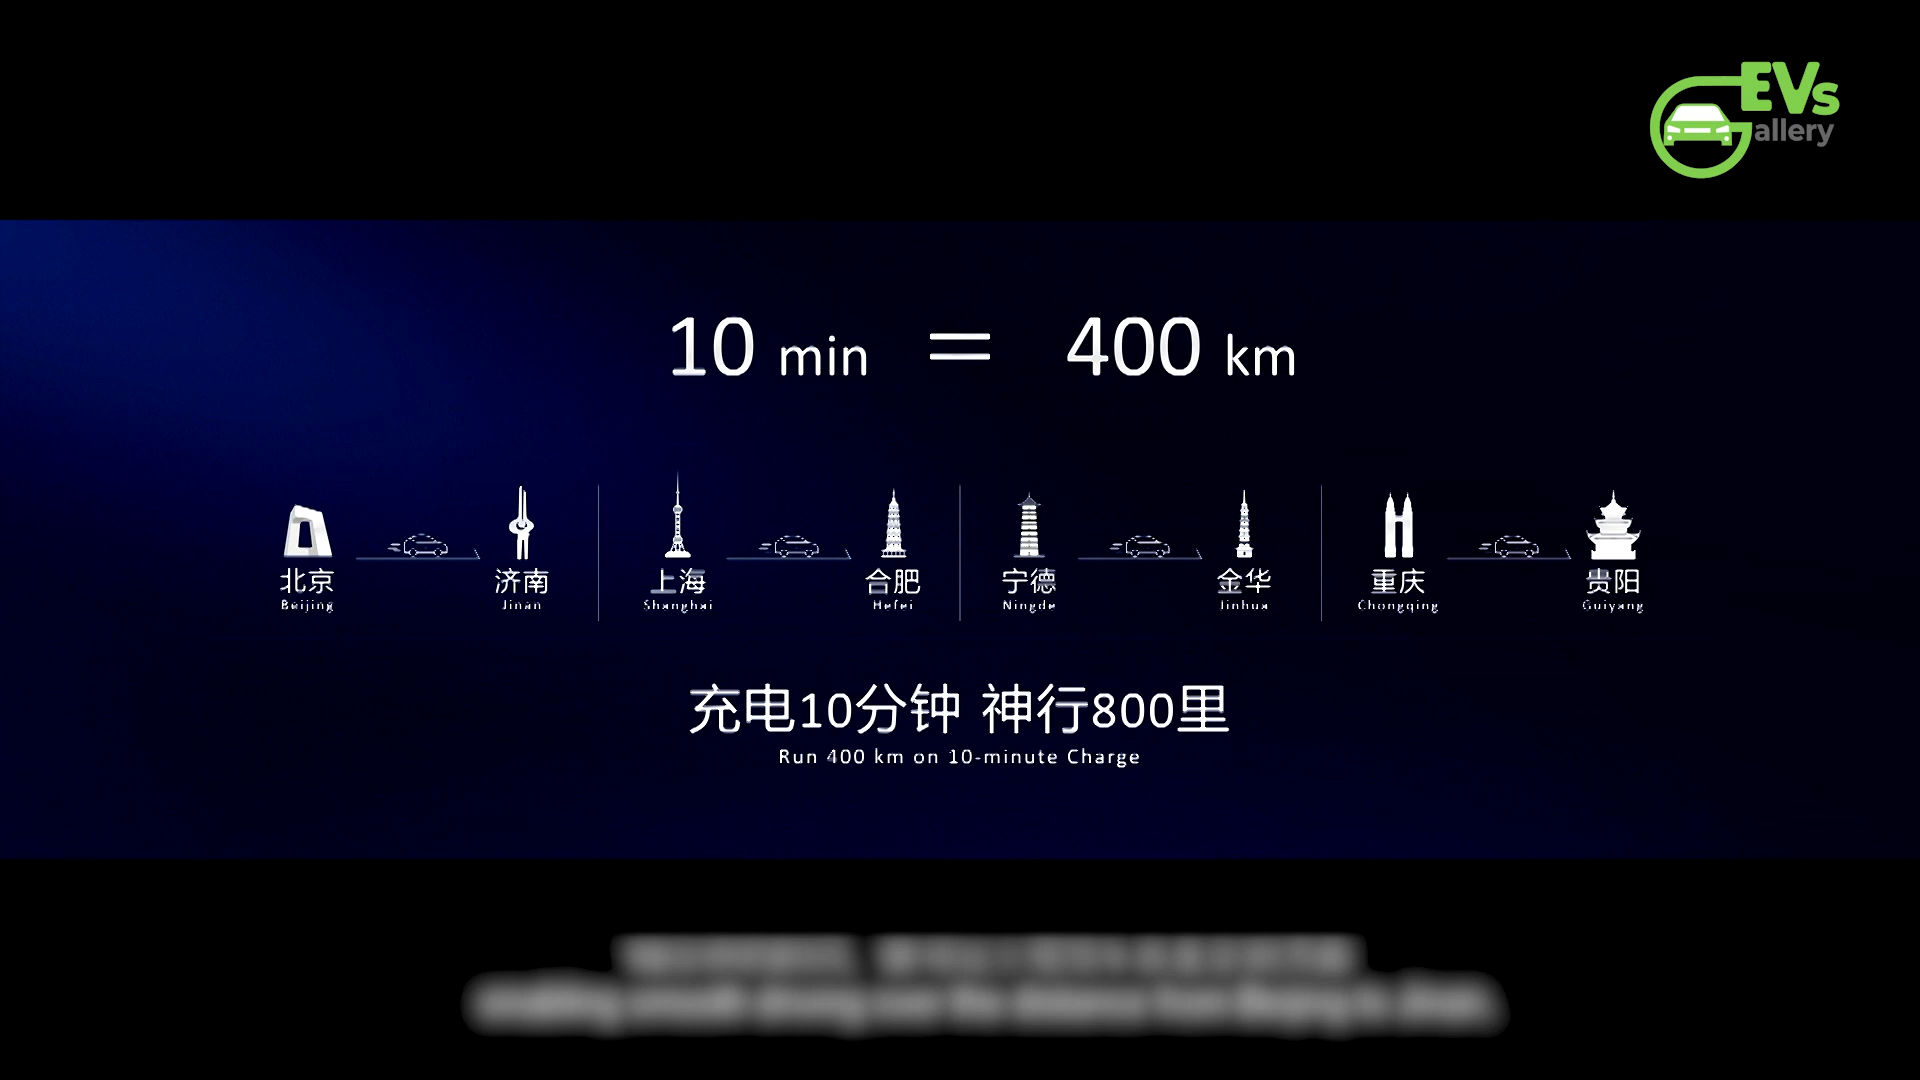 EVs
Gallery
10 min = 400 km
北京 济南 上海 合肥 宁德 金华 重庆 贵阳
Beijing Jinan Shanghai Hefei Ningde Jinhua Chongqing Guiyang
充电10分钟 神行800里
Run 400 km on 10-minute Charge